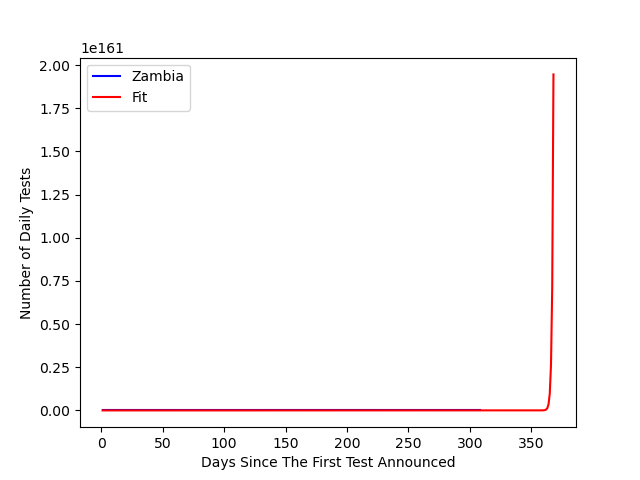 1e161
2.00
1.75
1.50
1.25
1.00
0.75
0.50
0.25
0.00
Number of Daily Tests
Zambia
Fit
0 50 100 150 200 250 300 350
Days Since The First Test Announced